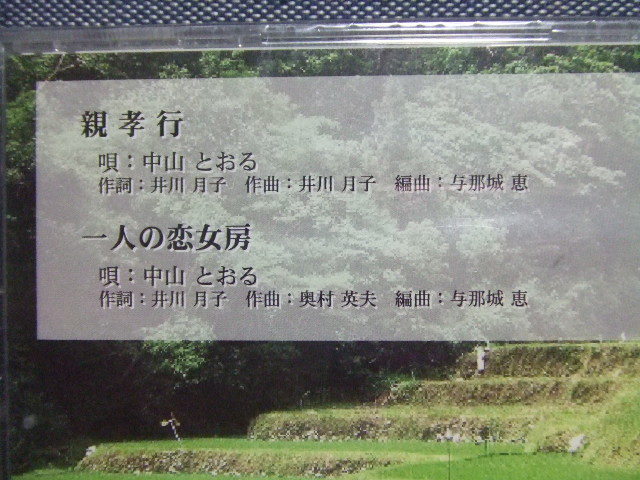 親孝行
唄：中山 とおる
作詞：井川 月子　作曲：井川 月子　編曲：与那城 恵
一人の恋女房
唄：中山 とおる
作詞：井川 月子　作曲：奥村 英夫　編曲：与那城 恵